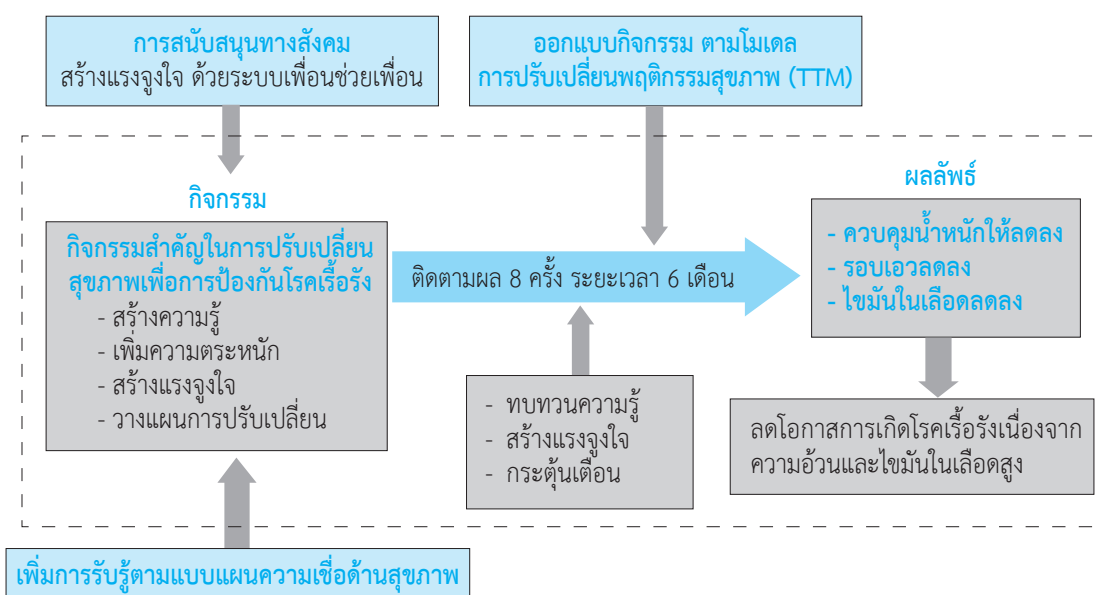 การสนับสนุนทางสังคม
สร้างแรงจูงใจ ด้วยระบบเพื่อนช่วยเพื่อน
ออกแบบกิจกรรม ตามโมเดล
การปรับเปลี่ยนพฤติกรรมสุขภาพ (TTM)
กิจกรรม
กิจกรรมสำคัญในการปรับเปลี่ยน
สุขภาพเพื่อการป้องกันโรคเรื้อรัง
- สร้างความรู้
- เพิ่มความตระหนัก
- สร้างแรงจูงใจ
- วางแผนการปรับเปลี่ยน
ติดตามผล 8 ครั้ง ระยะเวลา 6 เดือน
- ทบทวนความรู้
- สร้างแรงจูงใจ
- กระตุ้นเตือน
ผลลัพธ์
- ควบคุมน้ำหนักให้ลดลง
- รอบเอวลดลง
- ไขมันในเลือดลดลง
ลดโอกาสการเกิดโรคเรื้อรังเนื่องจาก
ความอ้วนและไขมันในเลือดสูง
เพิ่มการรับรู้ตามแบบแผนความเชื่อด้านสุขภาพ